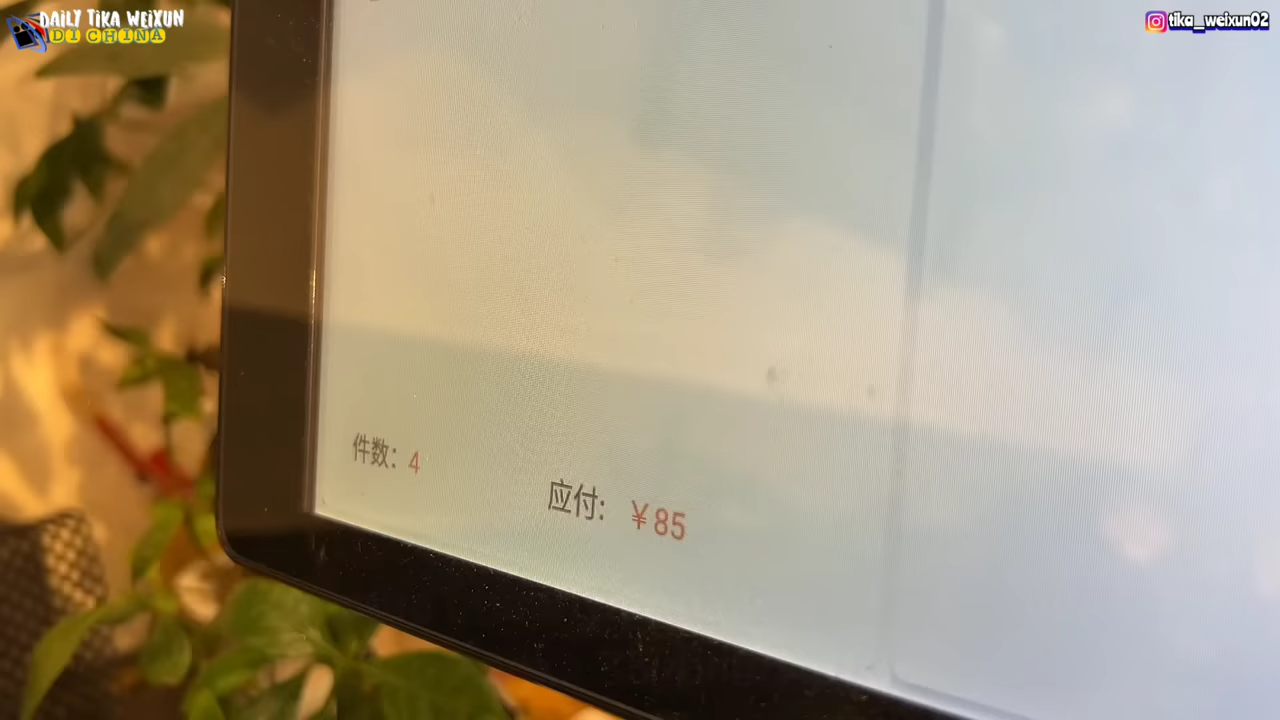 DAILY TIKA WEIXUN
DI CHINA
tika_weixun02
件数: 4
应付: ¥85